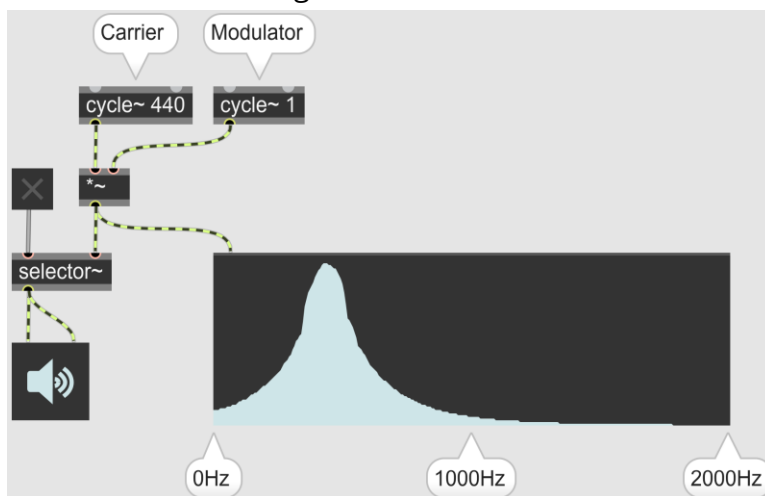 Carrier
Modulator
cycle~ 440
cycle~ 1
*~
selector~
0Hz
1000Hz
2000Hz